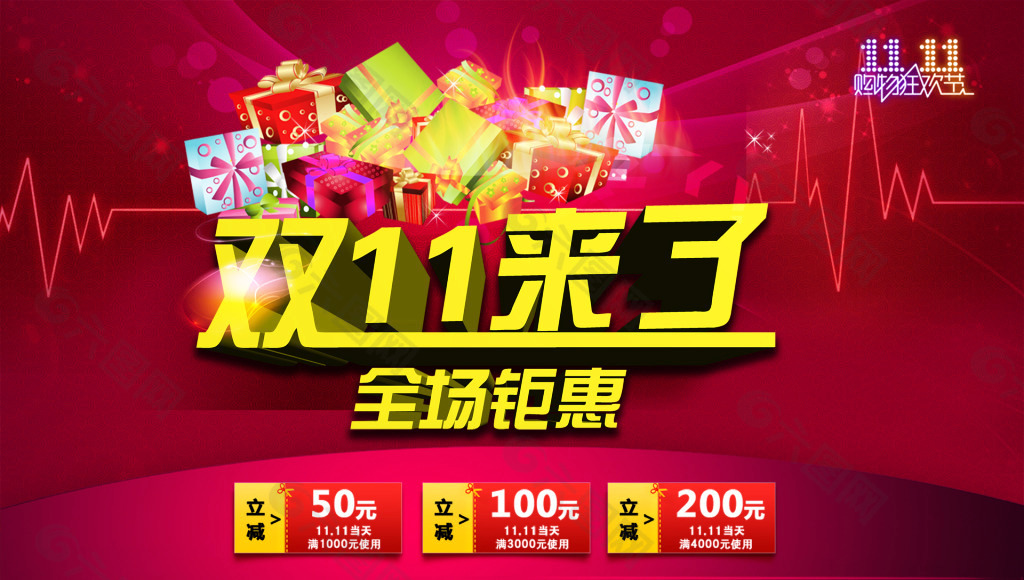 11.11
购物狂欢节
双11来了
全场钜惠
立减 > 50元
11.11当天
满1000元使用
立减 > 100元
11.11当天
满3000元使用
立减 > 200元
11.11当天
满4000元使用